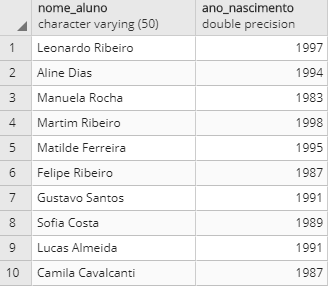 nome_aluno ano_nascimento
character varying (50) double precision
1 Leonardo Ribeiro 1997
2 Aline Dias 1994
3 Manuela Rocha 1983
4 Martim Ribeiro 1998
5 Matilde Ferreira 1995
6 Felipe Ribeiro 1987
7 Gustavo Santos 1991
8 Sofia Costa 1989
9 Lucas Almeida 1991
10 Camila Cavalcanti 1987